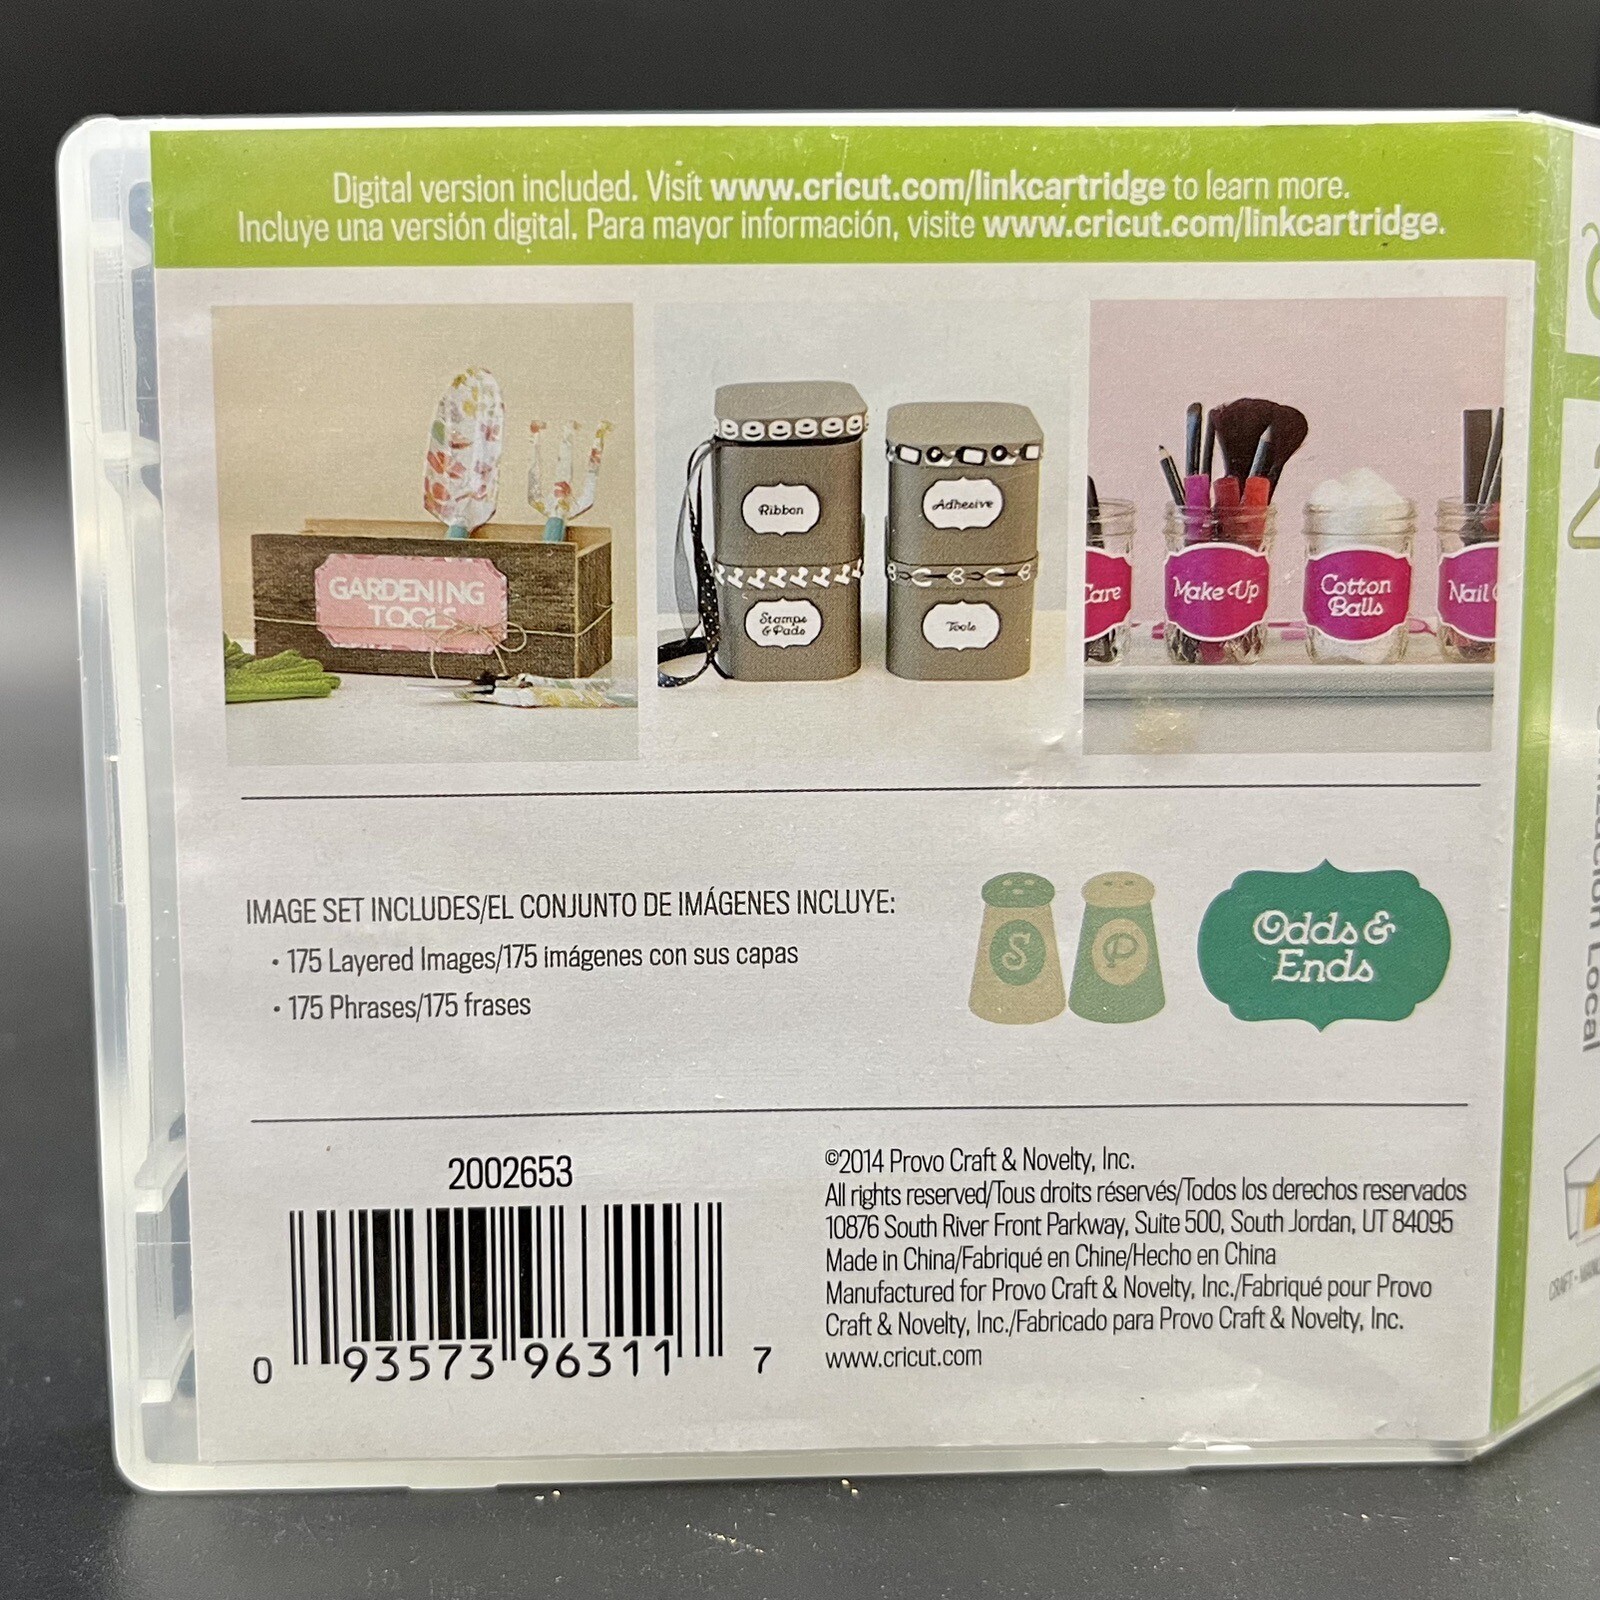 Digital version included. Visit www.cricut.com/linkcartridge to learn more.
Incluye una versión digital. Para mayor información, visite www.cricut.com/linkcartridge.
GARDENING
TOOLS
Ribbon
Stamps
& Pads
Adhesive
Tools
Care
Make Up
Cotton
Balls
Nail
IMAGE SET INCLUDES/EL CONJUNTO DE IMÁGENES INCLUYE:
• 175 Layered Images/175 imágenes con sus capas
• 175 Phrases/175 frases
S
P
Odds &
Ends
2002653
0 93573 96311 7
©2014 Provo Craft & Novelty, Inc.
All rights reserved/Tous droits réservés/Todos los derechos reservados
10876 South River Front Parkway, Suite 500, South Jordan, UT 84095
Made in China/Fabriqué en Chine/Hecho en China
Manufactured for Provo Craft & Novelty, Inc./Fabriqué pour Provo
Craft & Novelty, Inc./Fabricado para Provo Craft & Novelty, Inc.
www.cricut.com
Local